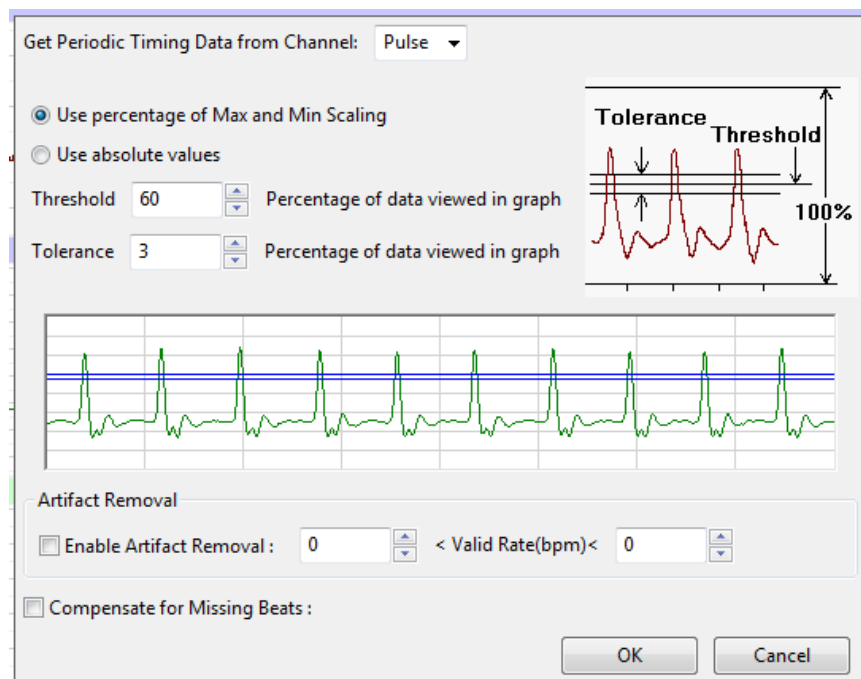 Get Periodic Timing Data from Channel: Pulse
Use percentage of Max and Min Scaling
Use absolute values
Threshold 60 Percentage of data viewed in graph
Tolerance 3 Percentage of data viewed in graph
Tolerance
Threshold
100%
Artifact Removal
Enable Artifact Removal : 0 < Valid Rate(bpm)< 0
Compensate for Missing Beats :
OK Cancel